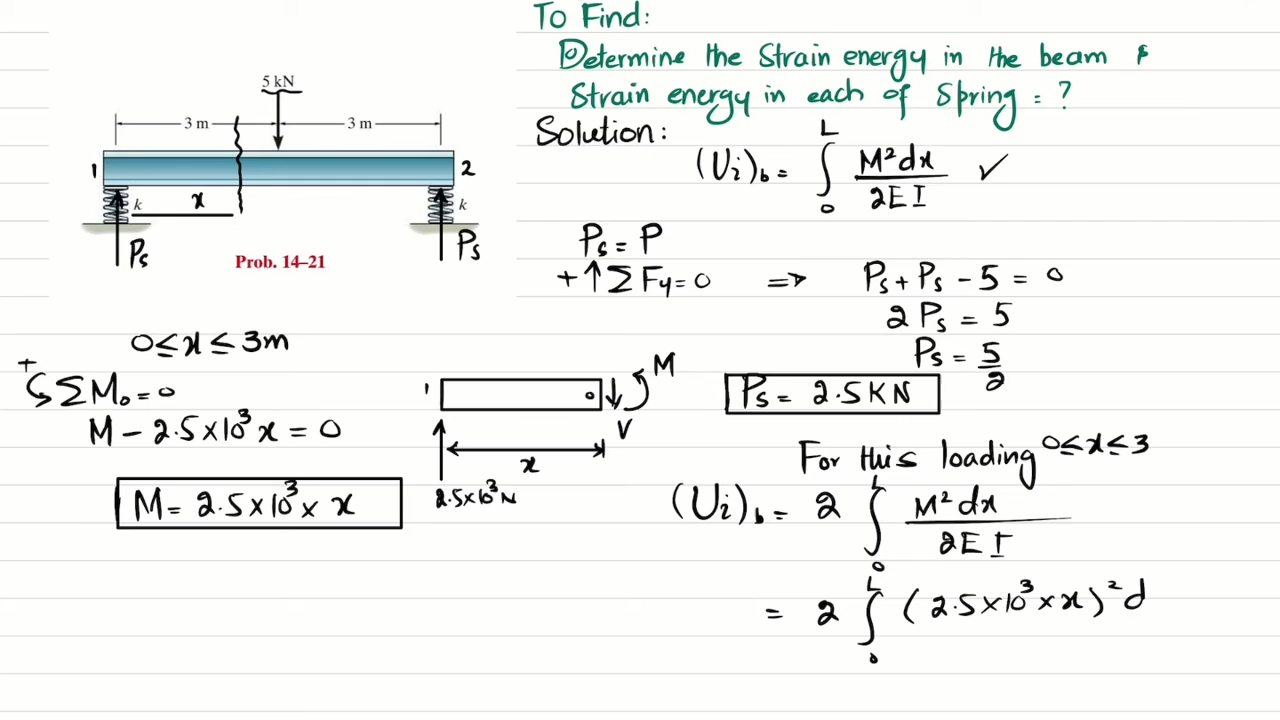 To Find:
Determine the Strain energy in the beam &
Strain energy in each of Spring = ?
Solution:
(Ui)b = ∫₀ᴸ M²dx / 2EI ✓
5 kN
3 m
3 m
1
2
k
x
k
Ps
Ps
Prob. 14–21
Ps = P
+↑ΣFy = 0 ⇒ Ps + Ps - 5 = 0
2Ps = 5
Ps = 5/2
Ps = 2.5KN
0≤x≤3m
+↺ ΣMo = 0
M - 2.5×10³x = 0
M = 2.5×10³ × x
1
o
M
V
x
2.5×10³N
For this loading 0≤x≤3
(Ui)b = 2 ∫₀ᴸ M²dx / 2EI
= 2 ∫₀ᴸ (2.5×10³×x)²d